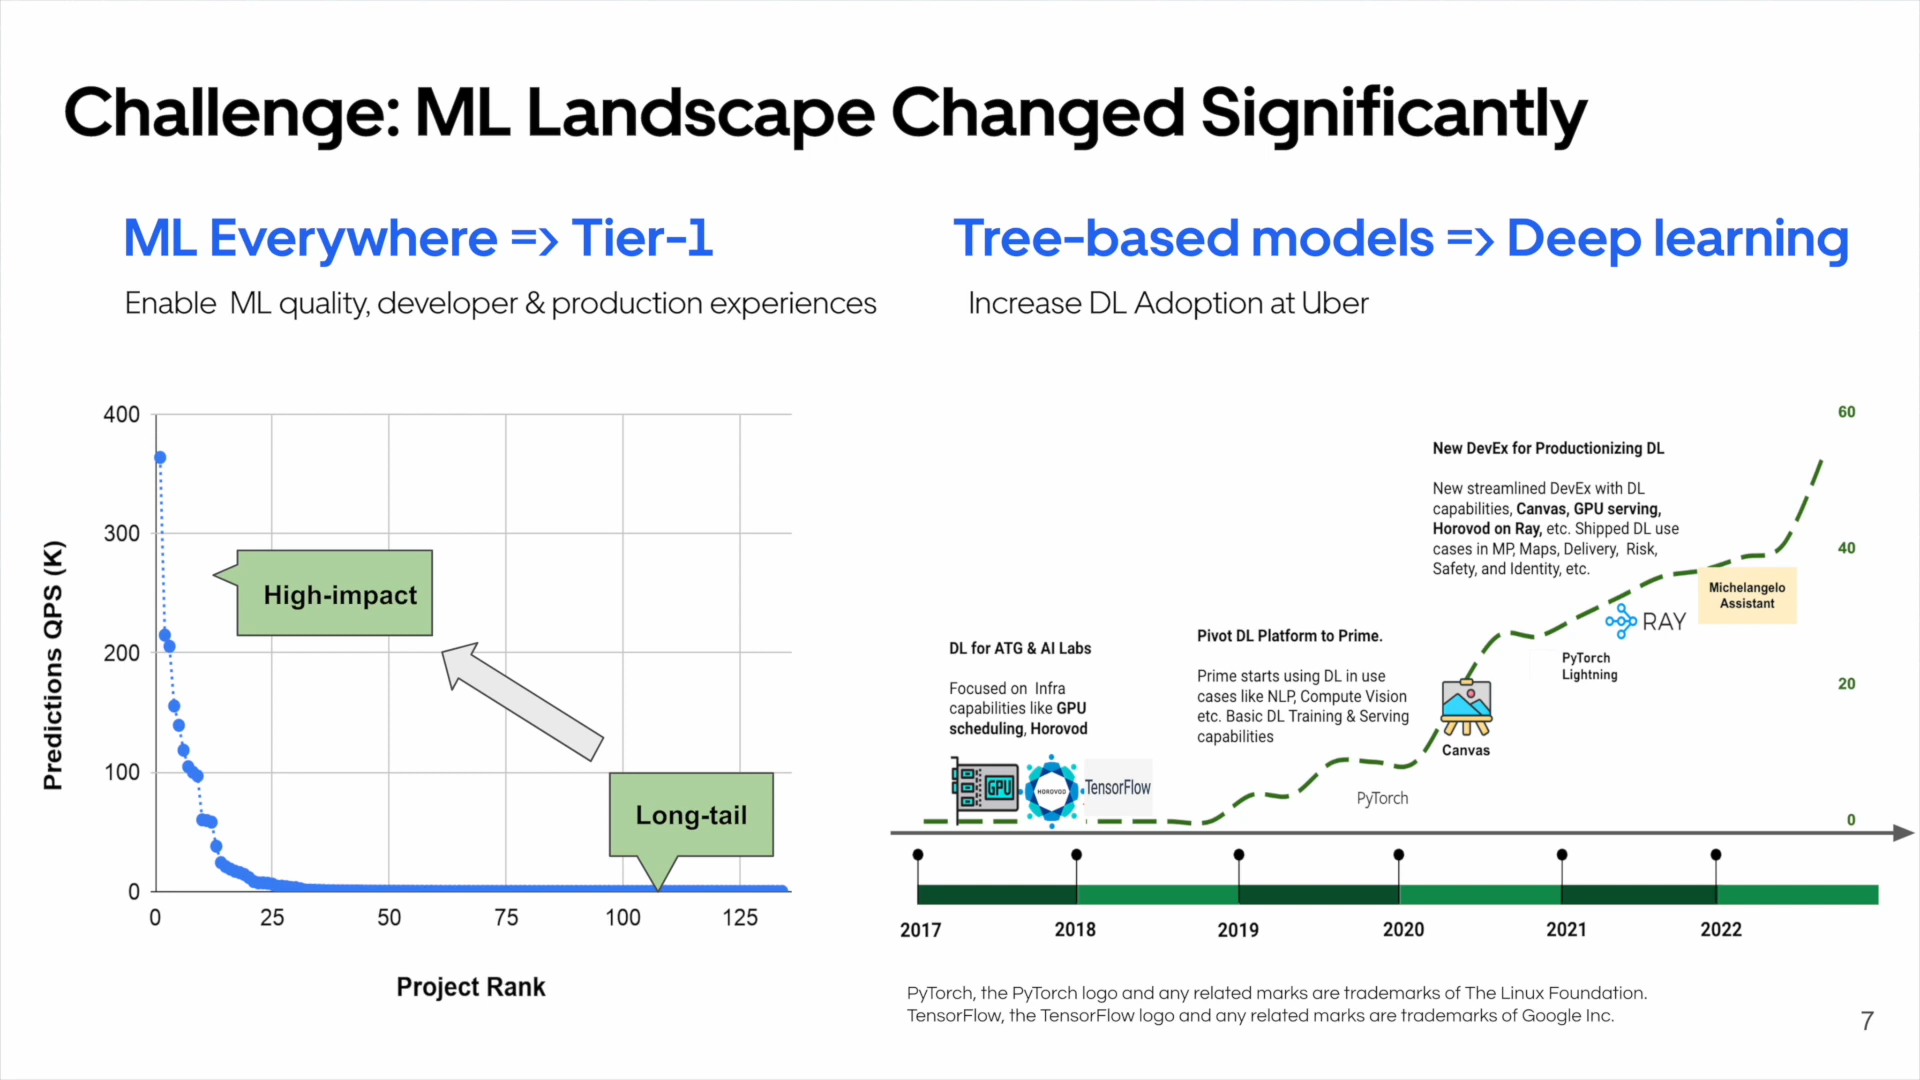 Challenge: ML Landscape Changed Significantly
ML Everywhere => Tier-1
Enable ML quality, developer & production experiences
Predictions QPS (K)
400
300
200
100
0
0
25
50
75
100
125
Project Rank
High-impact
Long-tail
Tree-based models => Deep learning
Increase DL Adoption at Uber
DL for ATG & AI Labs
Focused on Infra
capabilities like GPU
scheduling, Horovod
GPU
HOROVOD
TensorFlow
Pivot DL Platform to Prime.
Prime starts using DL in use
cases like NLP, Compute Vision
etc. Basic DL Training & Serving
capabilities
PyTorch
Canvas
New DevEx for Productionizing DL
New streamlined DevEx with DL
capabilities, Canvas, GPU serving,
Horovod on Ray, etc. Shipped DL use
cases in MP, Maps, Delivery, Risk,
Safety, and Identity, etc.
RAY
PyTorch
Lightning
Michelangelo
Assistant
60
40
20
0
2017
2018
2019
2020
2021
2022
PyTorch, the PyTorch logo and any related marks are trademarks of The Linux Foundation.
TensorFlow, the TensorFlow logo and any related marks are trademarks of Google Inc.
7